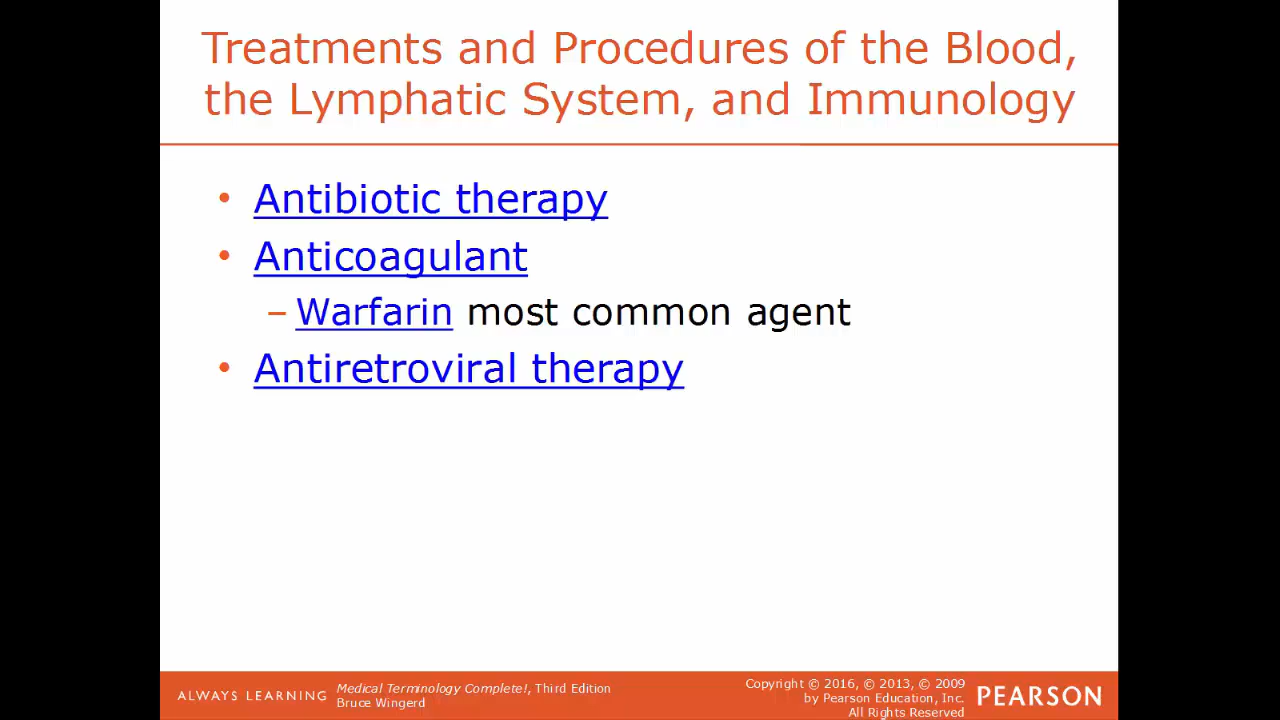 Treatments and Procedures of the Blood,
the Lymphatic System, and Immunology
• Antibiotic therapy
• Anticoagulant
– Warfarin most common agent
• Antiretroviral therapy
ALWAYS LEARNING
Medical Terminology Complete!, Third Edition
Bruce Wingerd
Copyright © 2016, © 2013, © 2009
by Pearson Education, Inc.
All Rights Reserved
PEARSON